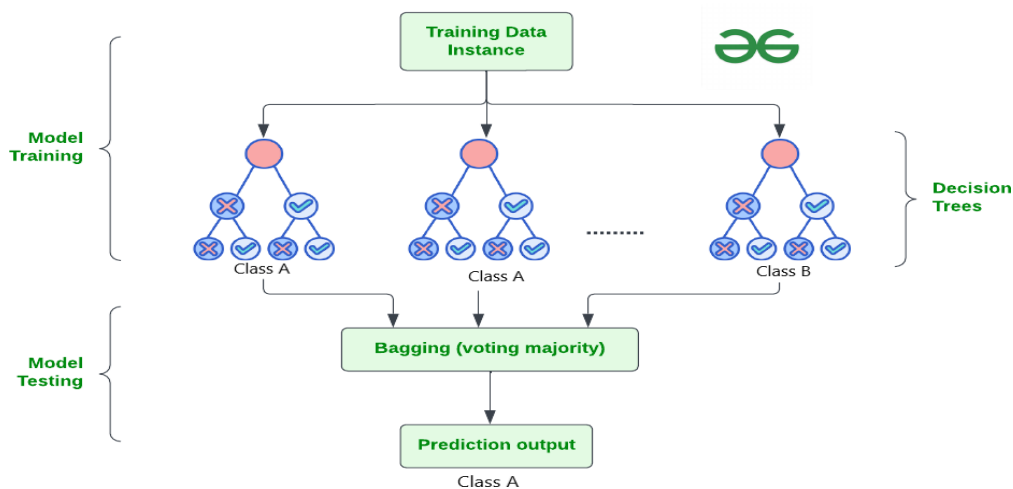 Training Data
Instance
Model
Training
Decision
Trees
.........
Class A
Class A
Class B
Bagging (voting majority)
Model
Testing
Prediction output
Class A